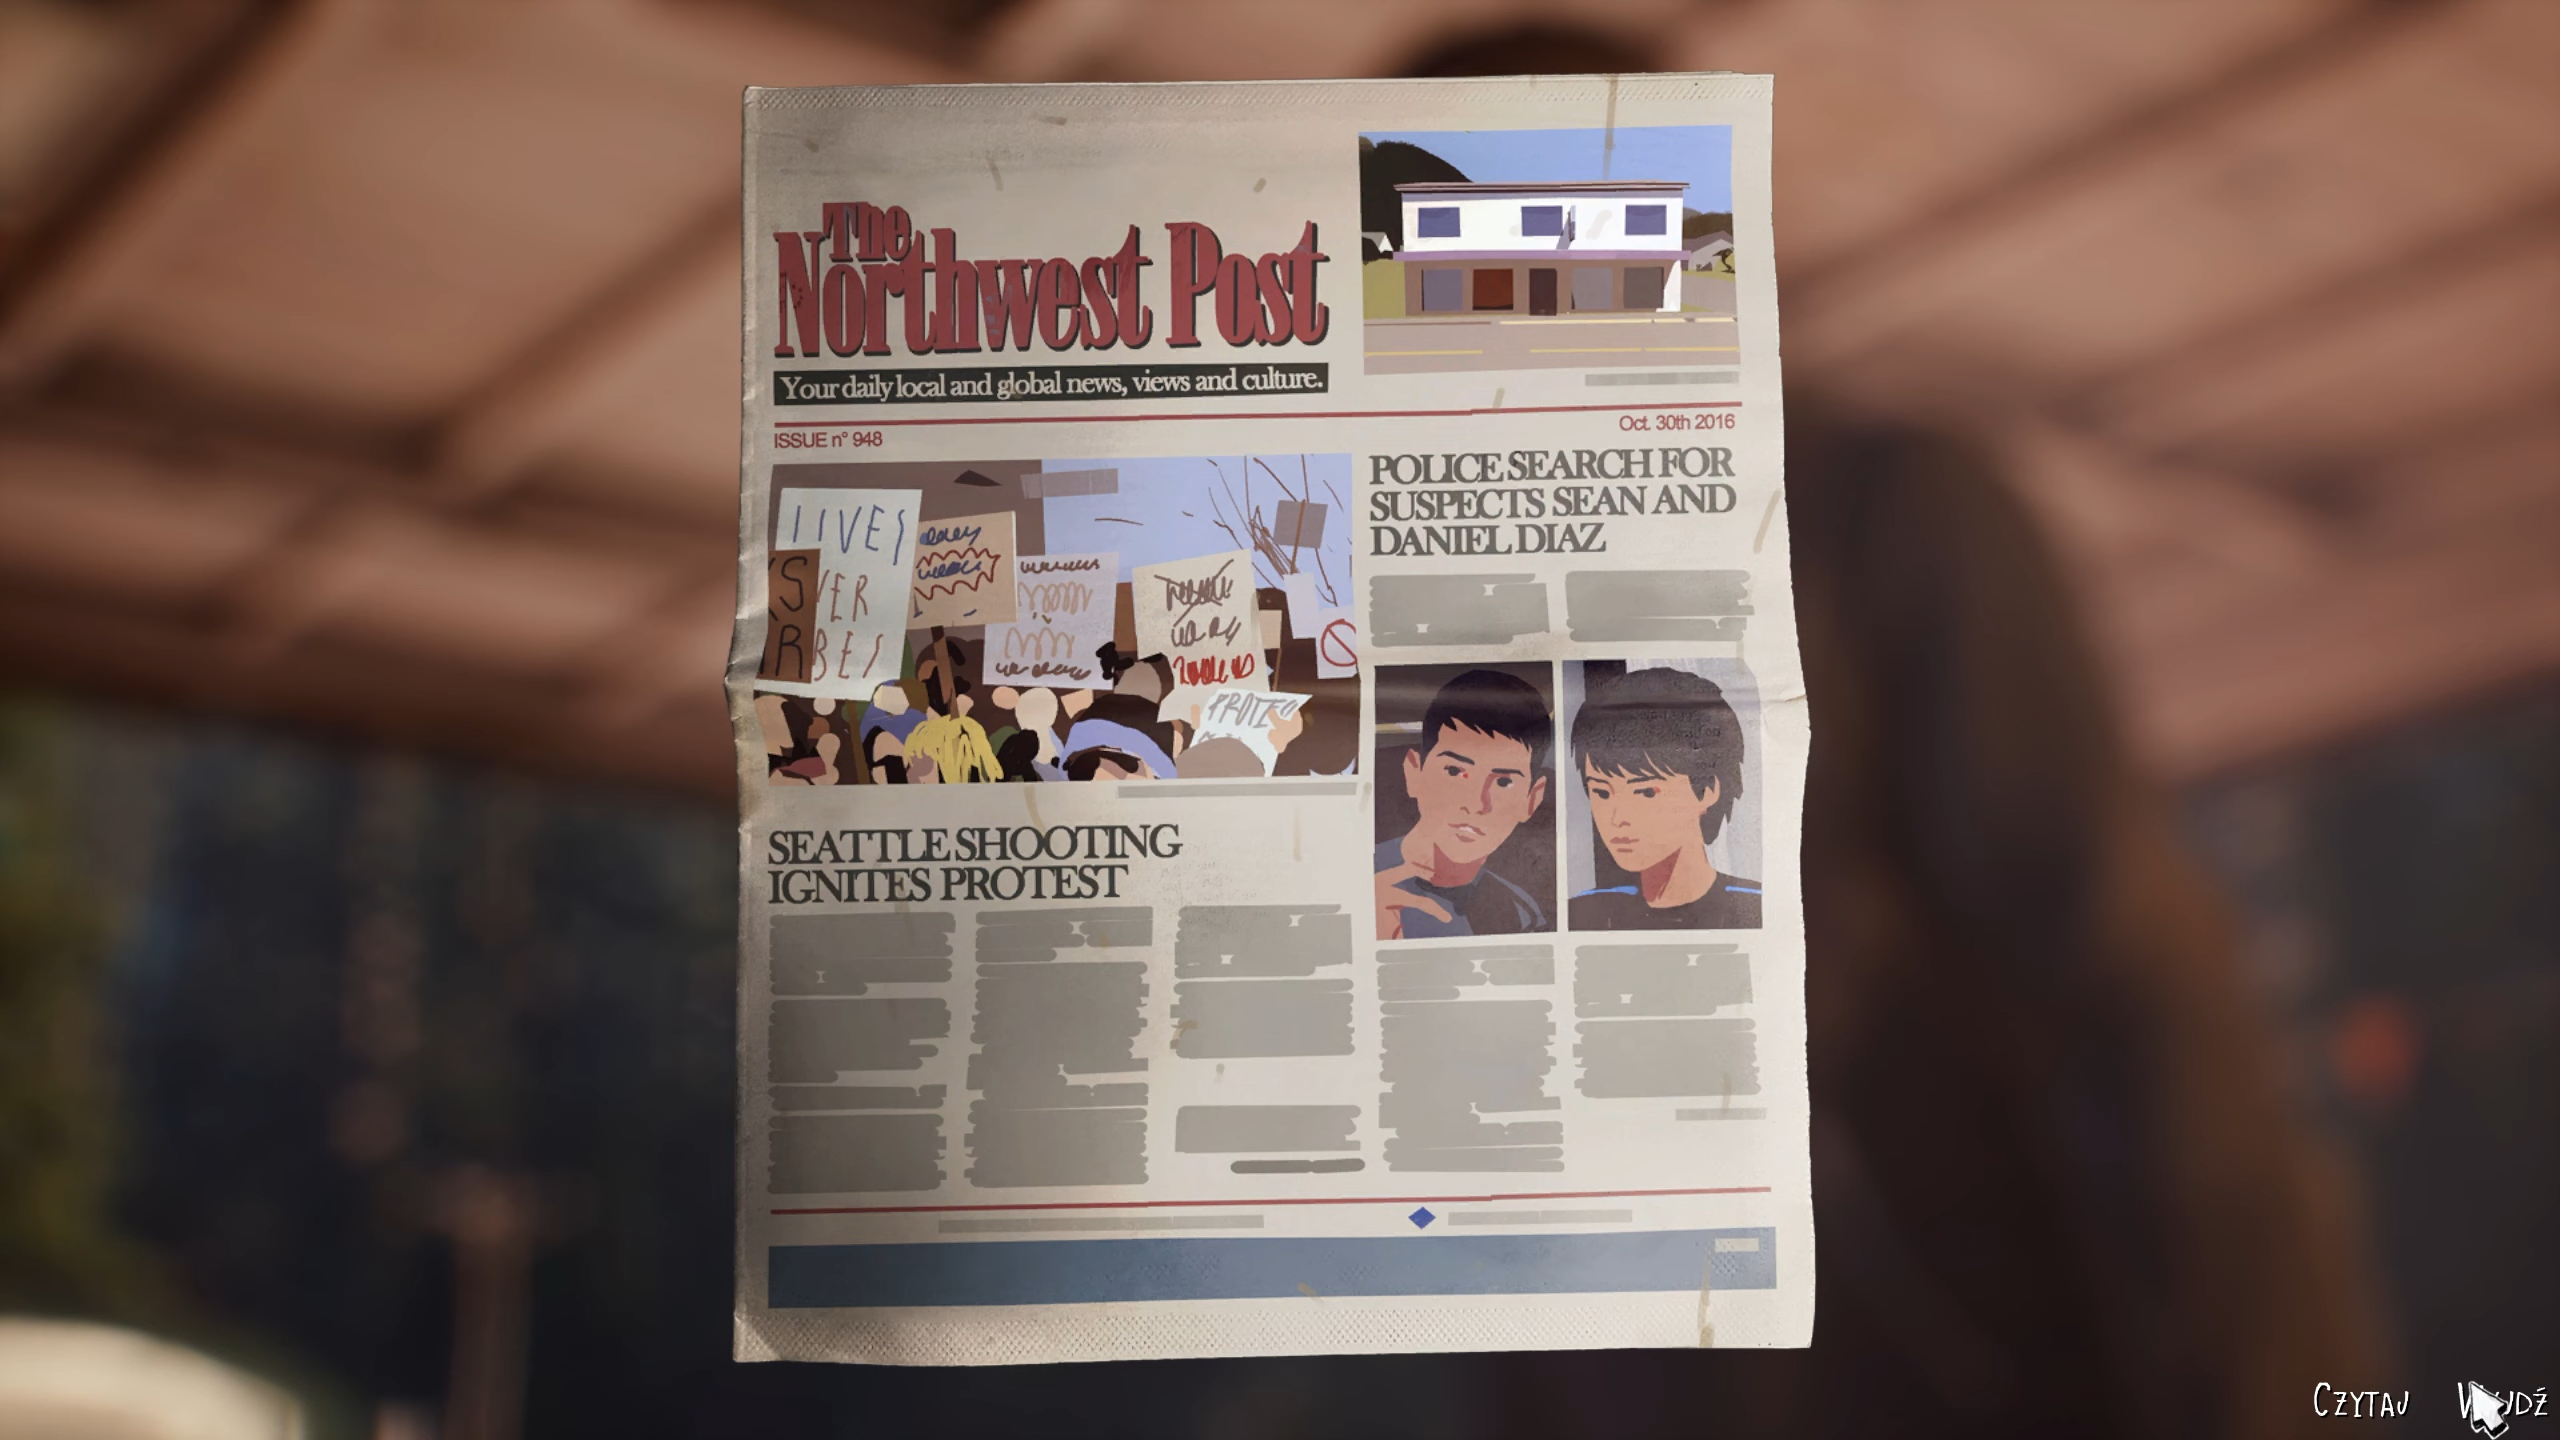 The
Northwest Post
Your daily local and global news, views and culture.
ISSUE n° 948
Oct. 30th 2016
LIVES
POLICE SEARCH FOR
SUSPECTS SEAN AND
DANIEL DIAZ
SEATTLE SHOOTING
IGNITES PROTEST
CZYTAJ